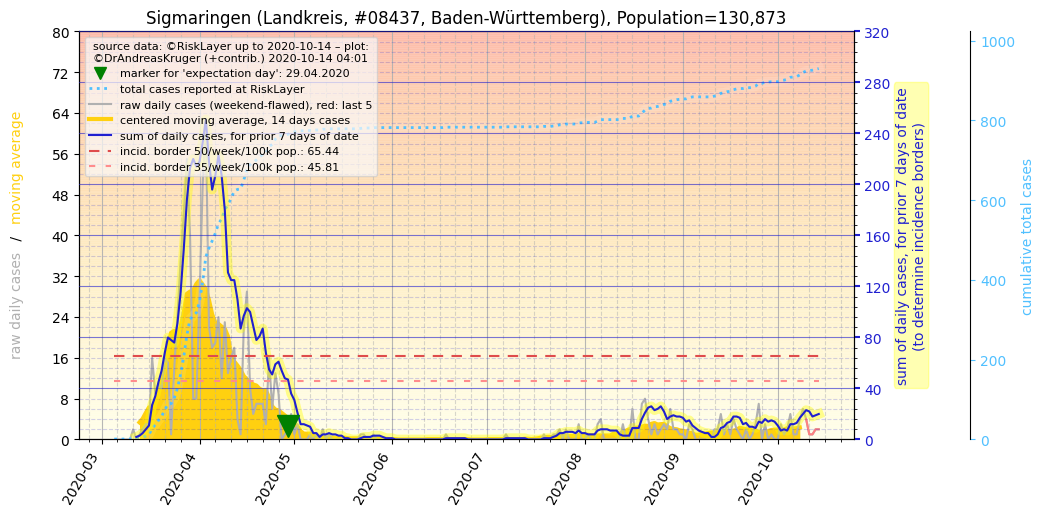 Sigmaringen (Landkreis, #08437, Baden-Württemberg), Population=130,873
source data: ©RiskLayer up to 2020-10-14 – plot:
©DrAndreasKruger (+contrib.) 2020-10-14 04:01
marker for 'expectation day': 29.04.2020
total cases reported at RiskLayer
raw daily cases (weekend-flawed), red: last 5
centered moving average, 14 days cases
sum of daily cases, for prior 7 days of date
incid. border 50/week/100k pop.: 65.44
incid. border 35/week/100k pop.: 45.81
raw daily cases / moving average
80
72
64
56
48
40
32
24
16
8
0
2020-03
2020-04
2020-05
2020-06
2020-07
2020-08
2020-09
2020-10
320
280
240
200
160
120
80
40
0
sum of daily cases, for prior 7 days of date
(to determine incidence borders)
1000
800
600
400
200
0
cumulative total cases